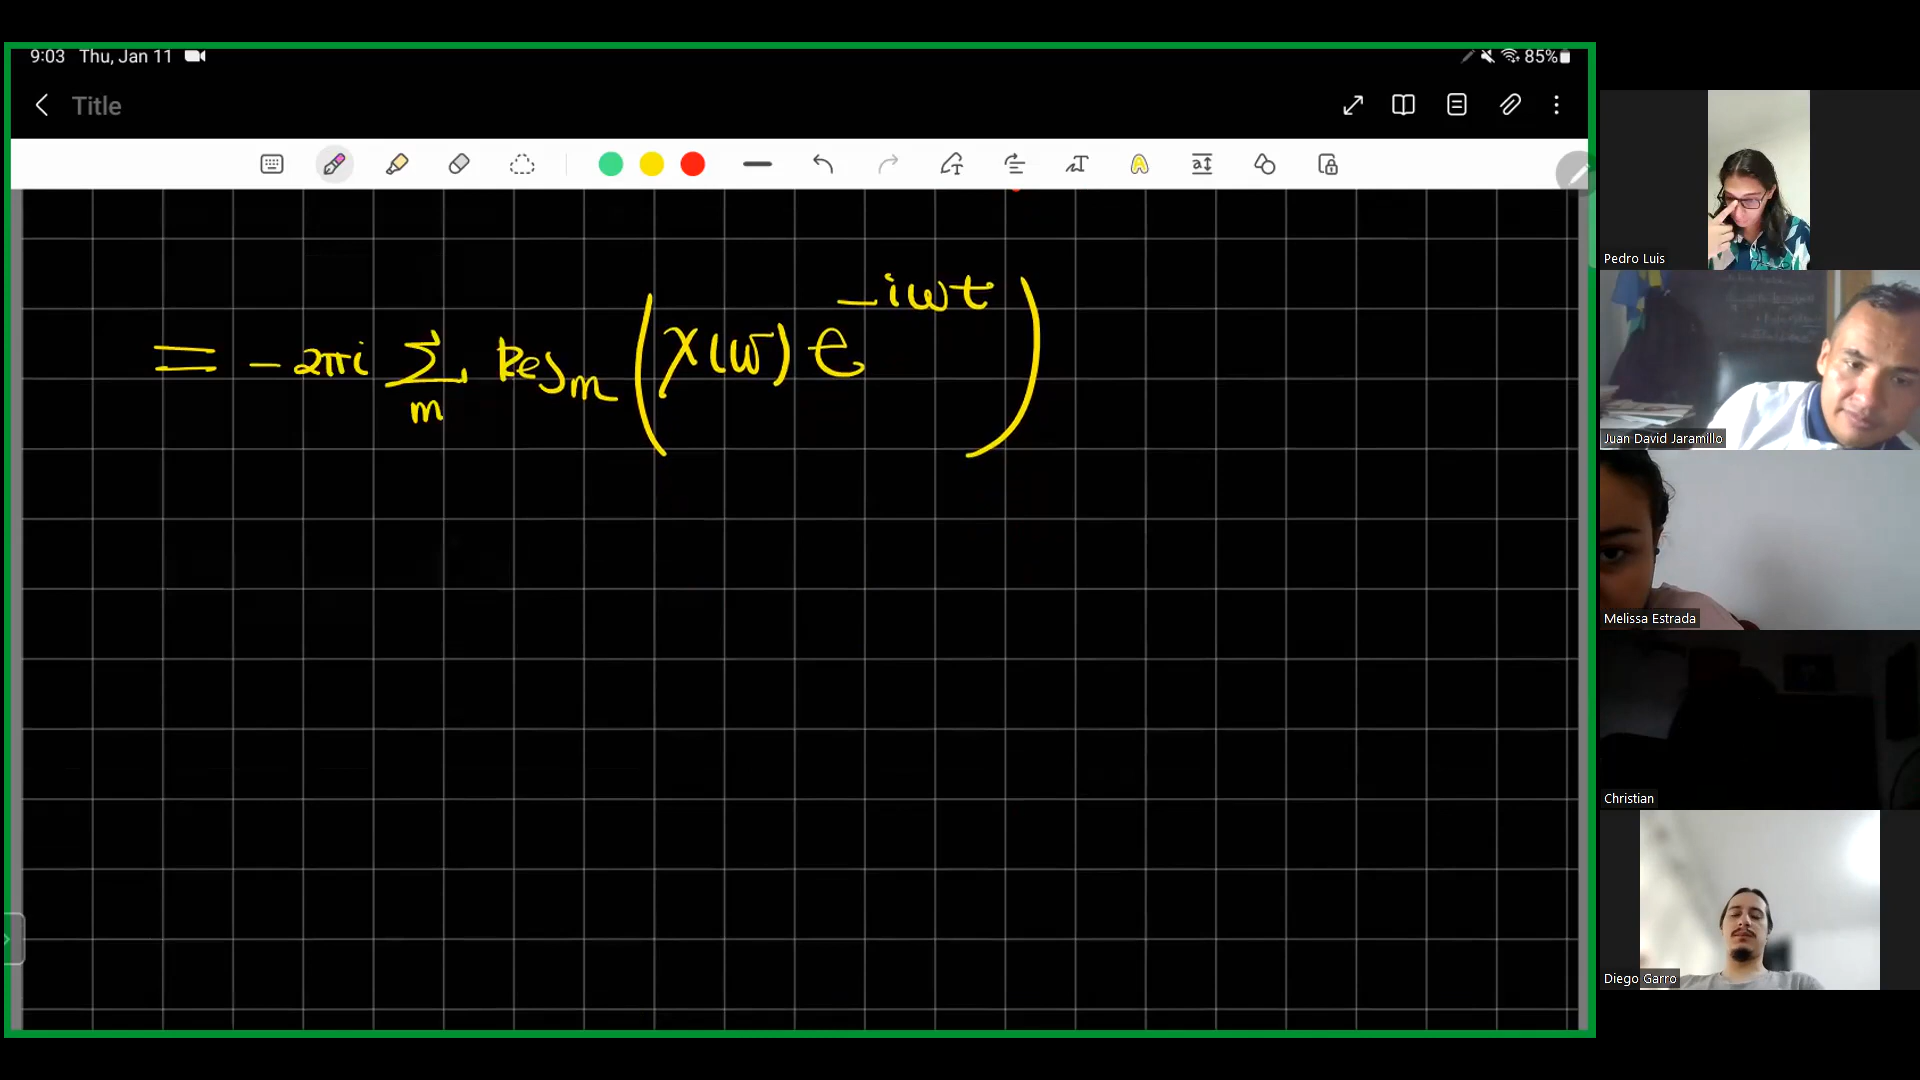 9:03 Thu, Jan 11 85%
Title
= -2πi Σ_m Res_m (χ(ω) e^{-iωt})
Pedro Luis
Juan David Jaramillo
Melissa Estrada
Christian
Diego Garro